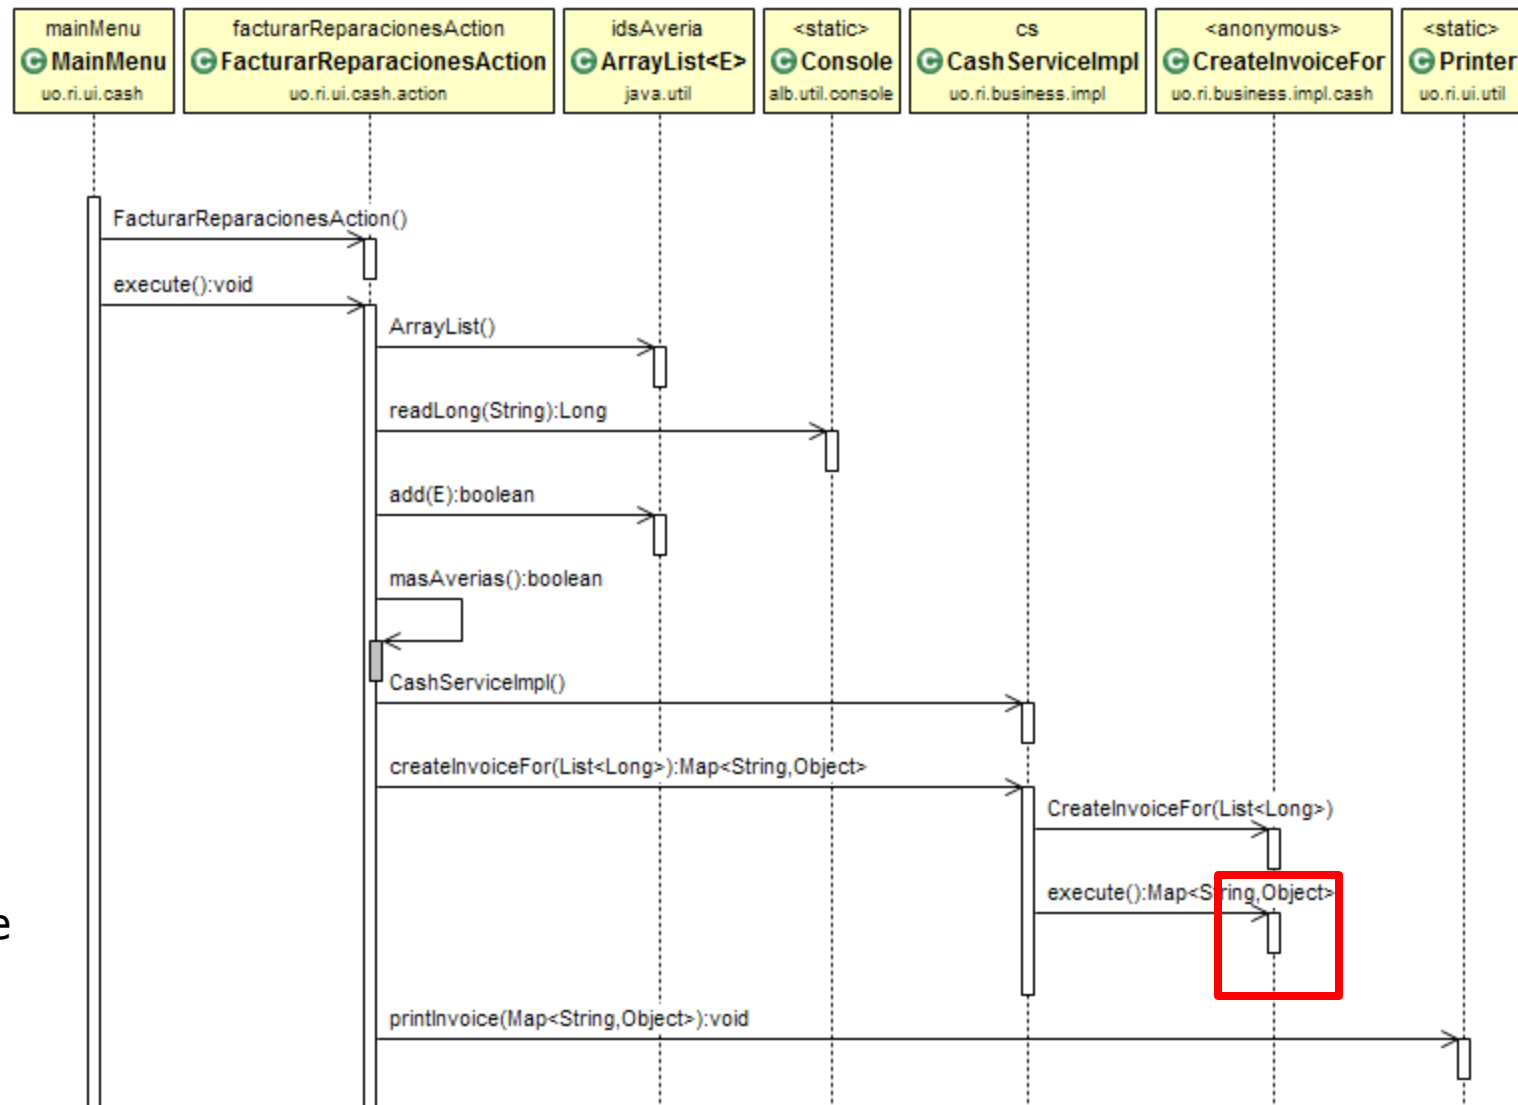 mainMenu
MainMenu
uo.ri.ui.cash
facturarReparacionesAction
FacturarReparacionesAction
uo.ri.ui.cash.action
idsAveria
ArrayList<E>
java.util
<static>
Console
alb.util.console
cs
CashServiceImpl
uo.ri.business.impl
<anonymous>
CreateInvoiceFor
uo.ri.business.impl.cash
<static>
Printer
uo.ri.ui.util
FacturarReparacionesAction()
execute():void
ArrayList()
readLong(String):Long
add(E):boolean
masAverias():boolean
CashServiceImpl()
createInvoiceFor(List<Long>):Map<String,Object>
CreateInvoiceFor(List<Long>)
execute():Map<String,Object>
e
printInvoice(Map<String,Object>):void